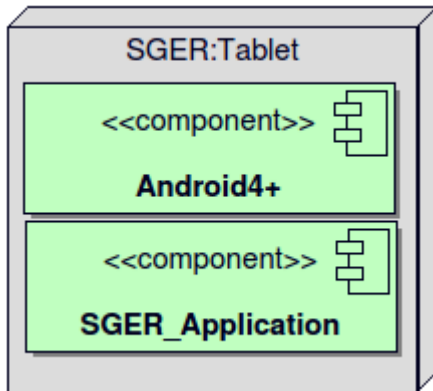 SGER:Tablet
<<component>>
Android4+
<<component>>
SGER_Application